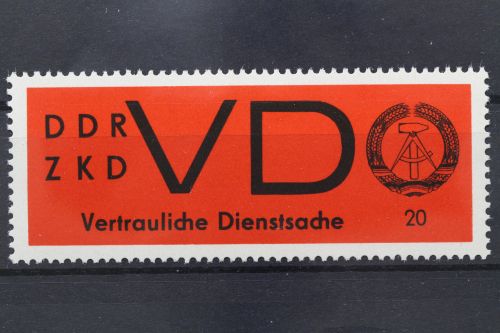 DDR
ZKD
VD
Vertrauliche Dienstsache
20